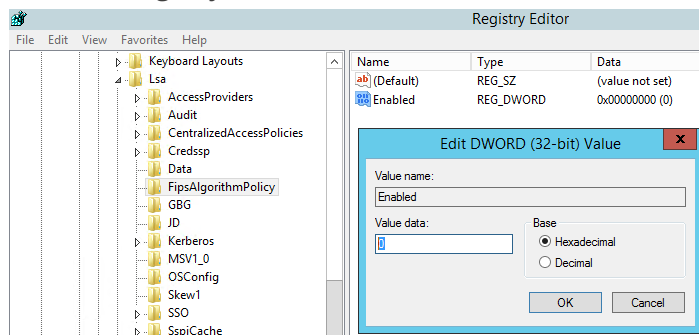 Registry Editor
File Edit View Favorites Help
Keyboard Layouts
Lsa
AccessProviders
Audit
CentralizedAccessPolicies
Credssp
Data
FipsAlgorithmPolicy
GBG
JD
Kerberos
MSV1_0
OSConfig
Skew1
SSO
SspiCache
Name Type Data
ab (Default) REG_SZ (value not set)
Enabled REG_DWORD 0x00000000 (0)
Edit DWORD (32-bit) Value x
Value name:
Enabled
Value data: Base
0 Hexadecimal
Decimal
OK Cancel